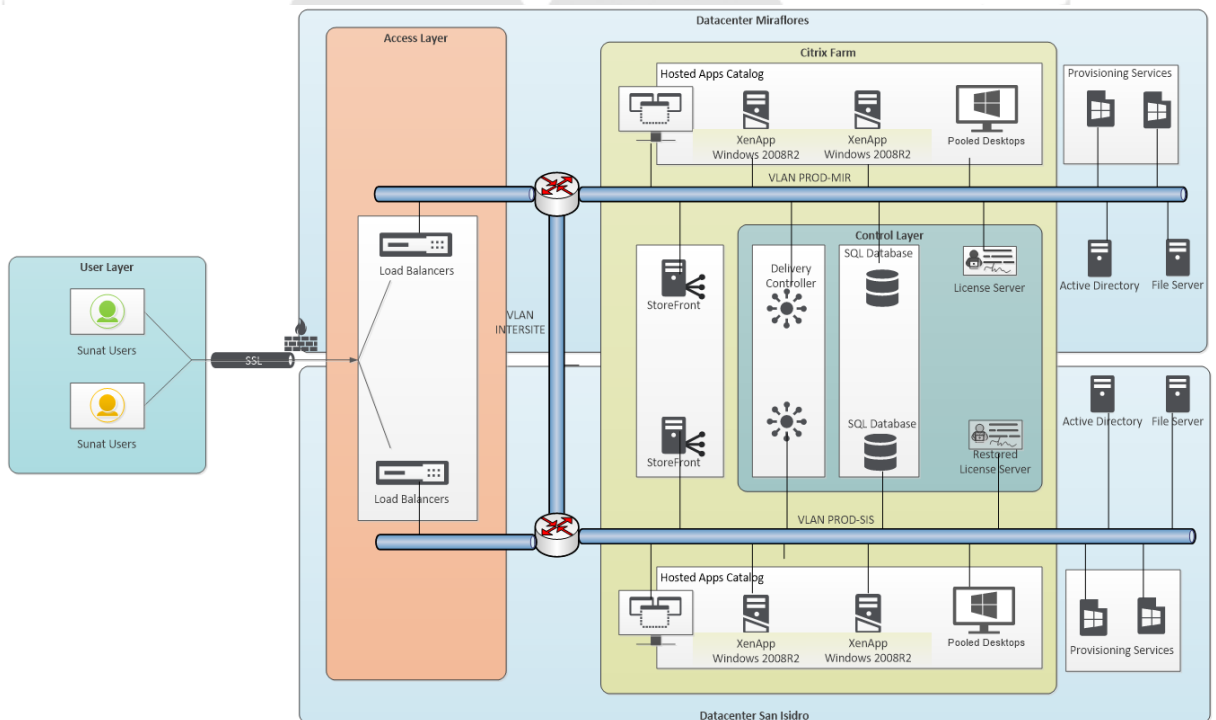 Datacenter Miraflores
Access Layer
Citrix Farm
Hosted Apps Catalog
Provisioning Services
XenApp
Windows 2008R2
XenApp
Windows 2008R2
Pooled Desktops
VLAN PROD-MIR
Control Layer
User Layer
Load Balancers
StoreFront
Delivery
Controller
SQL Database
License Server
Active Directory
File Server
Sunat Users
VLAN
INTERSITE
SSL
Sunat Users
Load Balancers
StoreFront
SQL Database
Restored
License Server
Active Directory
File Server
VLAN PROD-SIS
Hosted Apps Catalog
XenApp
Windows 2008R2
XenApp
Windows 2008R2
Pooled Desktops
Provisioning Services
Datacenter San Isidro